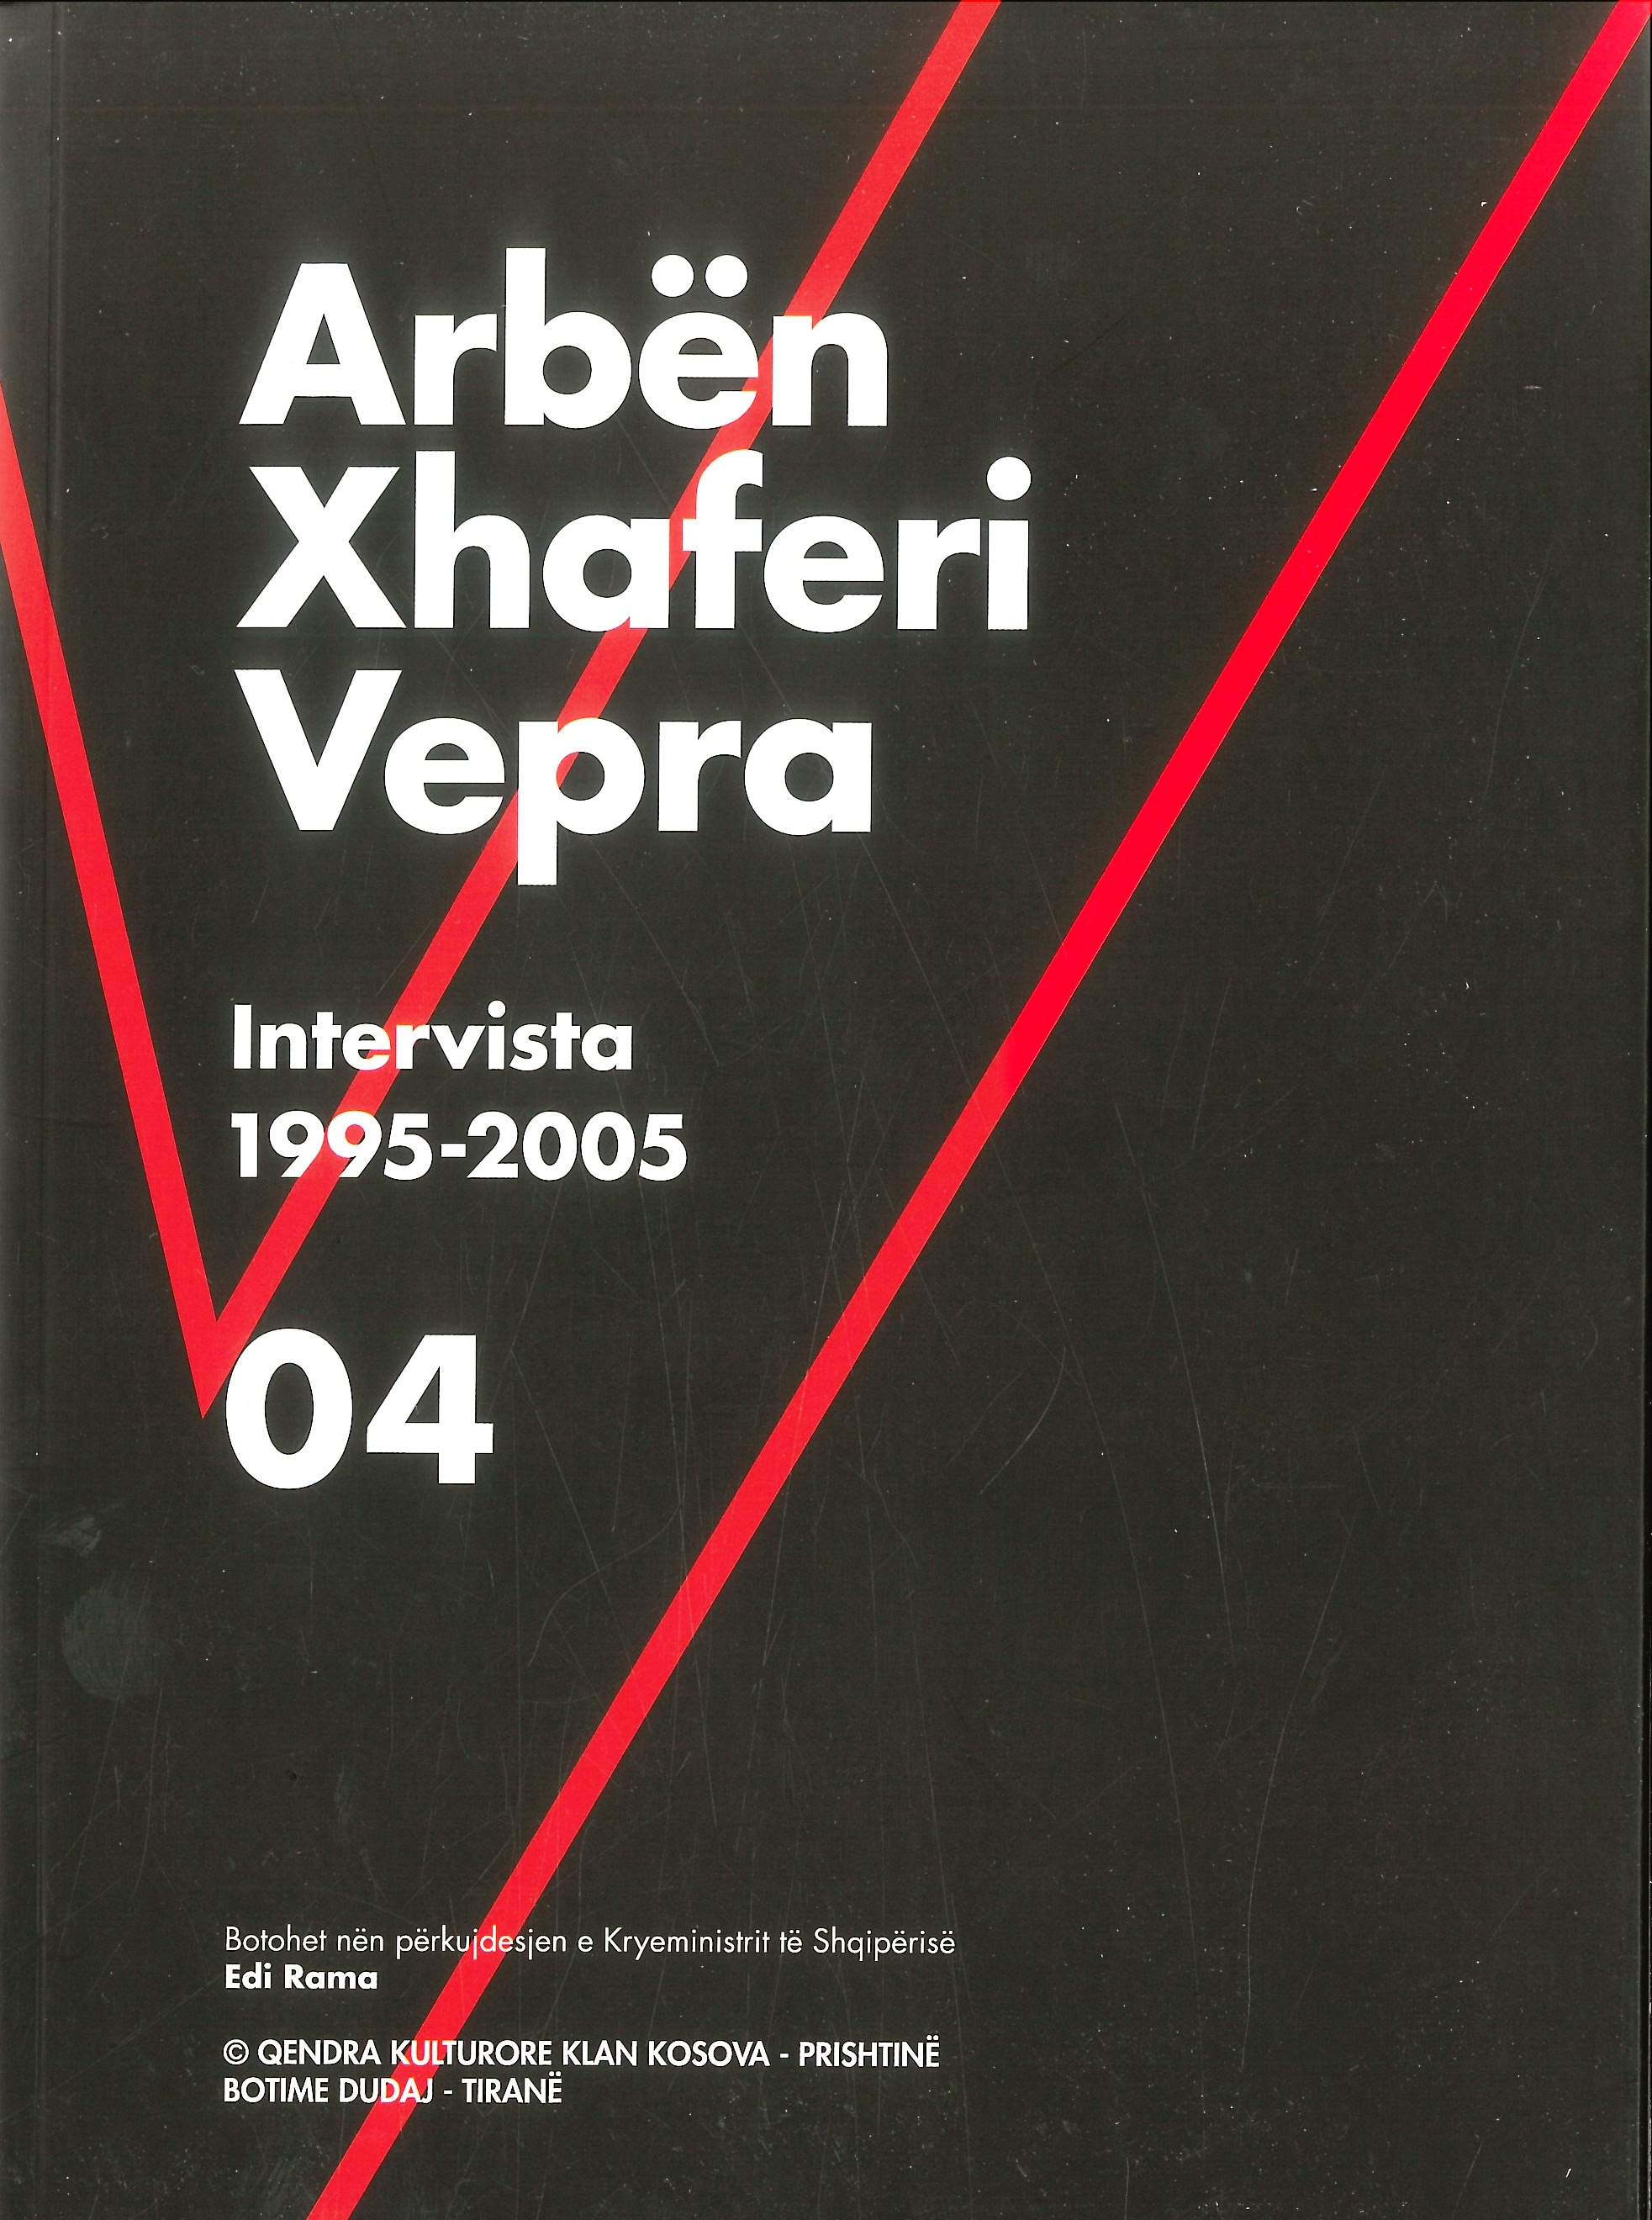 Arbën
Xhaferi
Vepra
Intervista
1995-2005
04
Botohet nën përkujdesjen e Kryeministrit të Shqipërisë
Edi Rama
© QENDRA KULTURORE KLAN KOSOVA - PRISHTINË
BOTIME DUDAJ - TIRANË